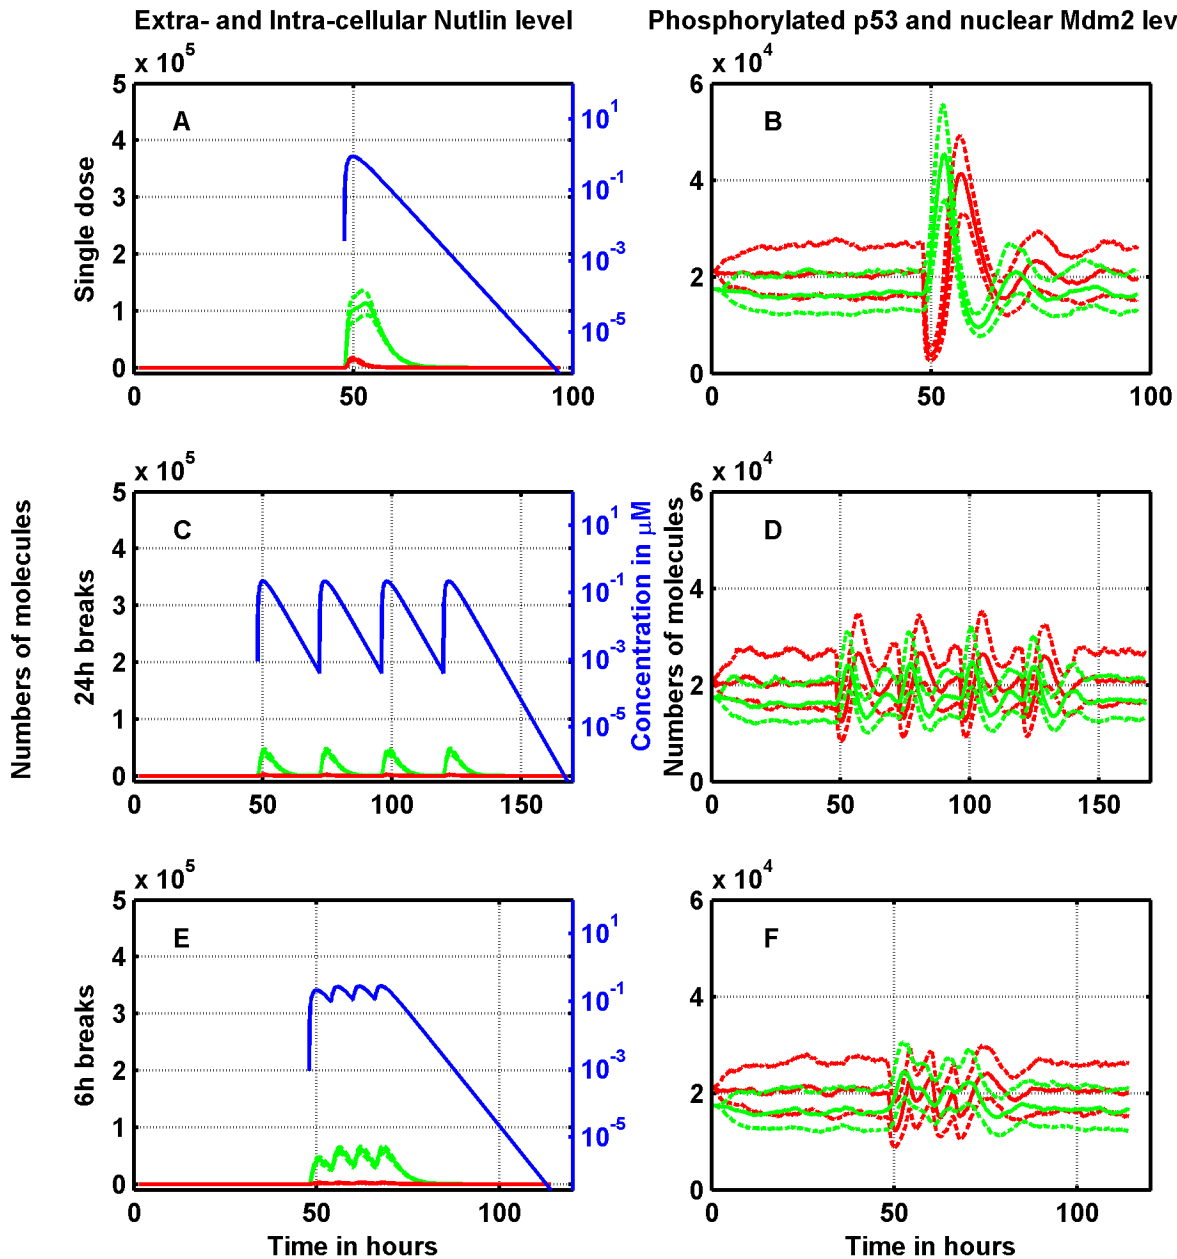 Extra- and Intra-cellular Nutlin level
Phosphorylated p53 and nuclear Mdm2 lev
x 10^5
5
4
3
2
1
0
A
10^1
10^-1
10^-3
10^-5
0
50
100
Single dose
x 10^4
6
4
2
0
B
0
50
100
Numbers of molecules
24h breaks
x 10^5
5
4
3
2
1
0
C
10^1
10^-1
10^-3
10^-5
Concentration in μM
0
50
100
150
Numbers of molecules
x 10^4
6
4
2
0
D
0
50
100
150
6h breaks
x 10^5
5
4
3
2
1
0
E
10^1
10^-1
10^-3
10^-5
0
50
100
Time in hours
x 10^4
6
4
2
0
F
0
50
100
Time in hours